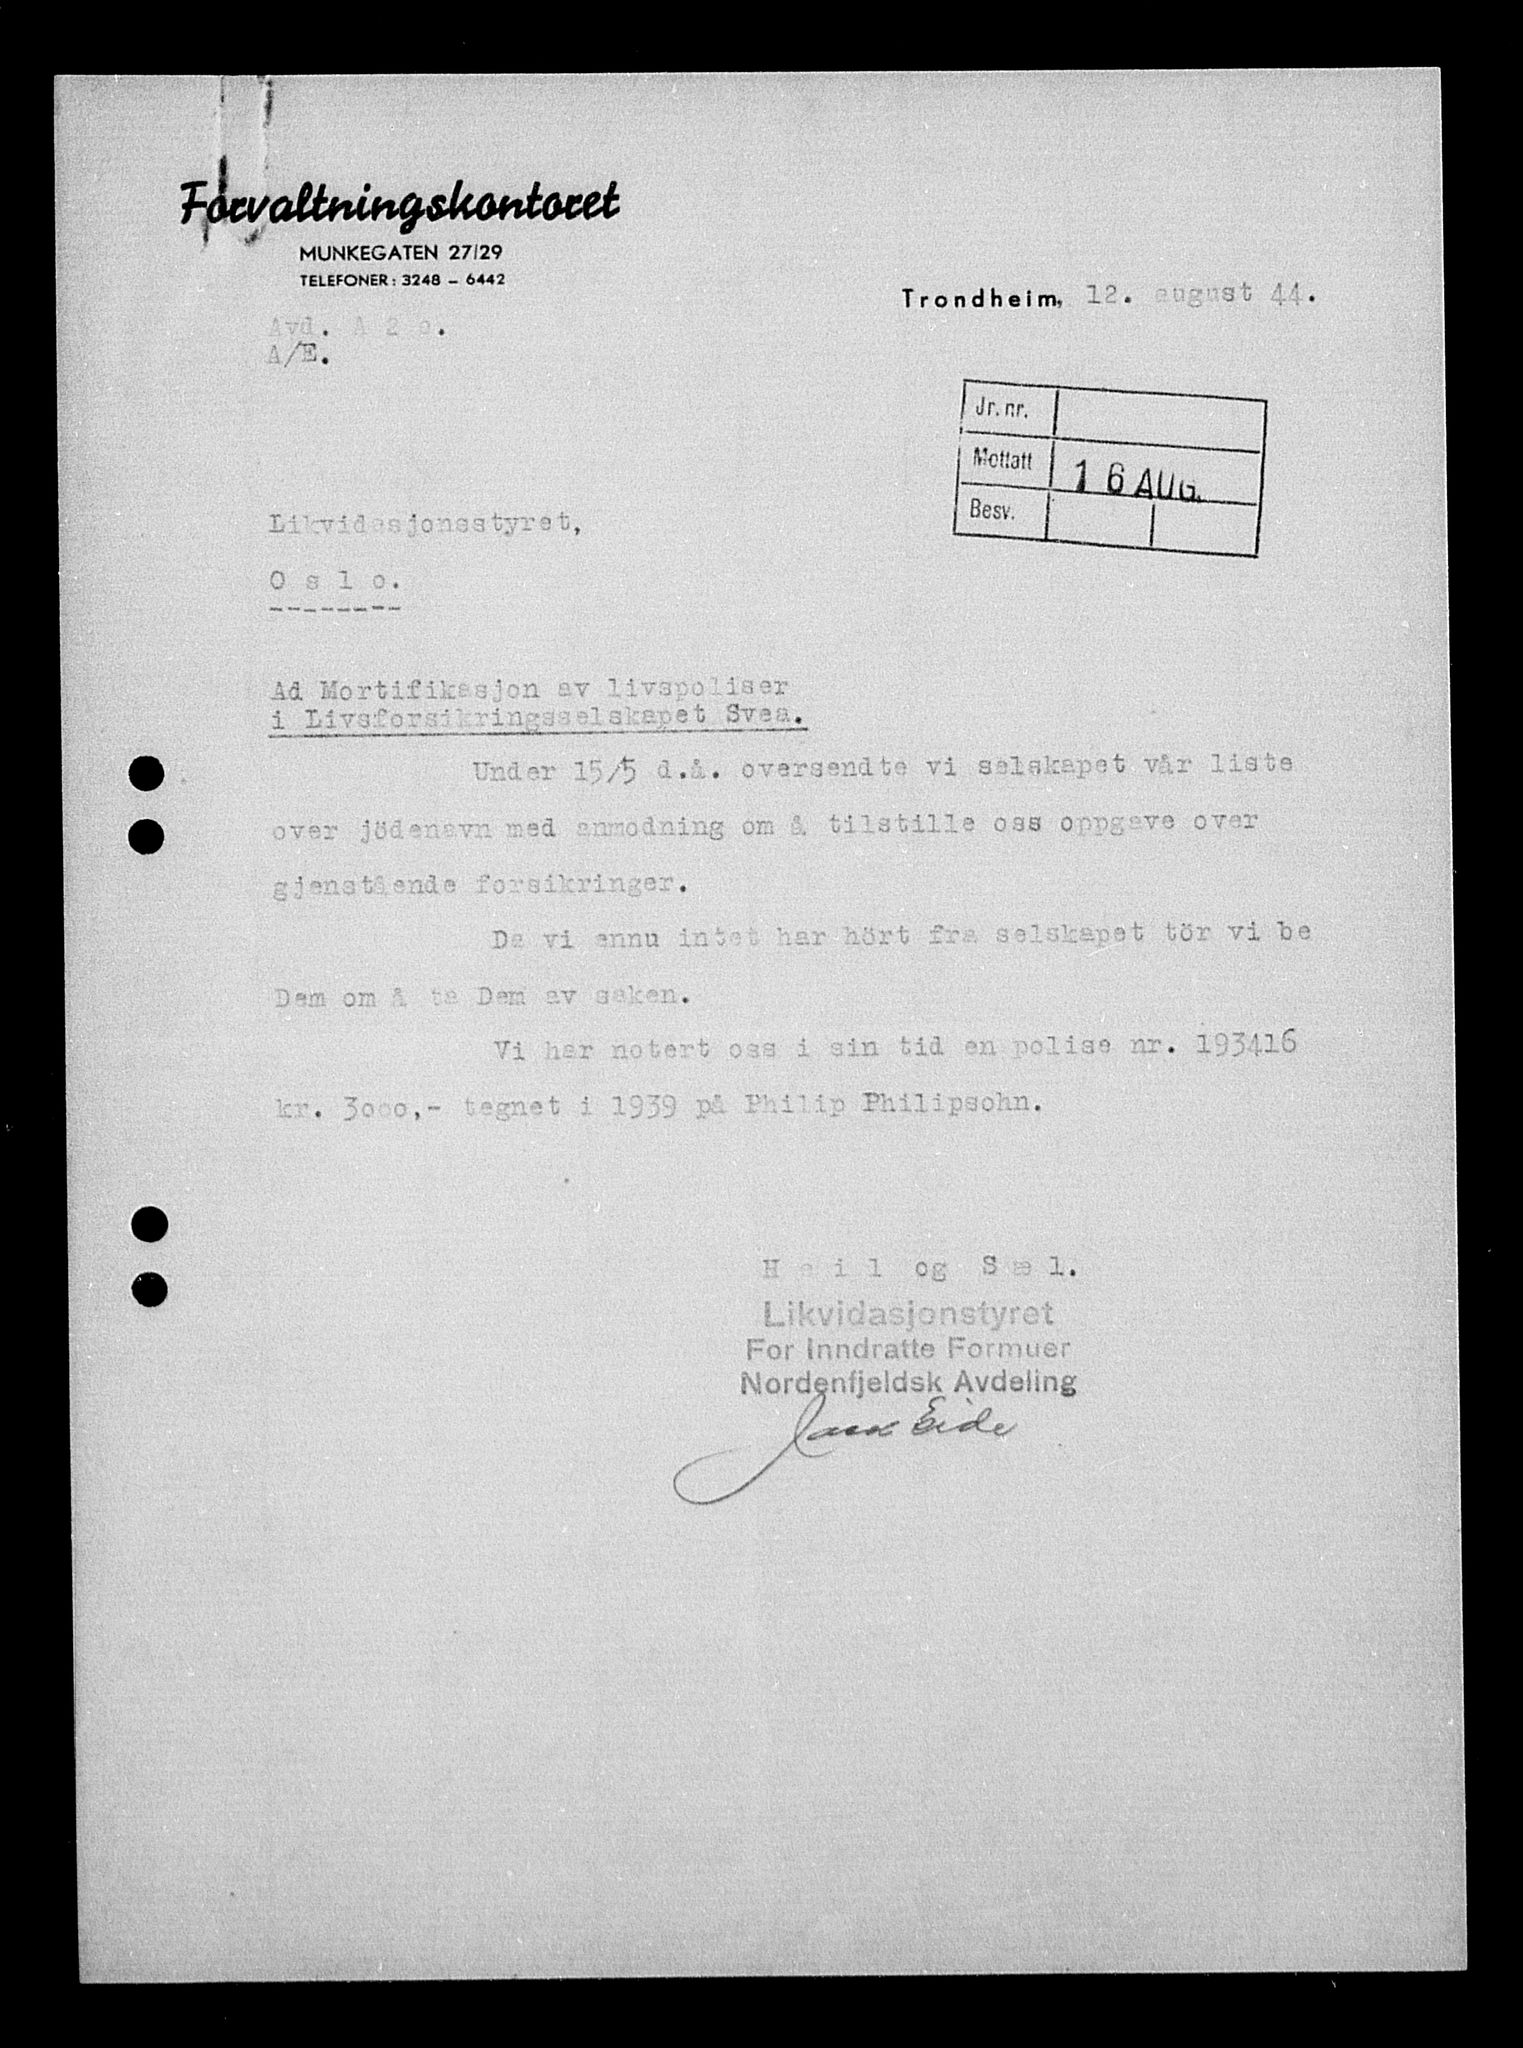 Forvaltningskontoret
MUNKEGATEN 27/29
TELEFONER: 3248 – 6442
Trondheim, 12. august 44.
Avd. A 2 o.
A/E.
Jr. nr.
Mottatt 16 AUG.
Besv.
Likvidasjonsstyret,
O s l o.
--------
Ad Mortifikasjon av livspoliser
i Livsforsikringsselskapet Svea.
Under 15/5 d.å. oversendte vi selskapet vår liste
over jödenavn med anmodning om å tilstille oss oppgave over
gjenstående forsikringer.
Da vi ennu intet har hört fra selskapet tör vi be
Dem om å ta Dem av saken.
Vi har notert oss i sin tid en polise nr. 193416
kr. 3000,- tegnet i 1939 på Philip Philipsohn.
H e i l og S æ l.
Likvidasjonstyret
For Inndratte Formuer
Nordenfjeldsk Avdeling
Eide